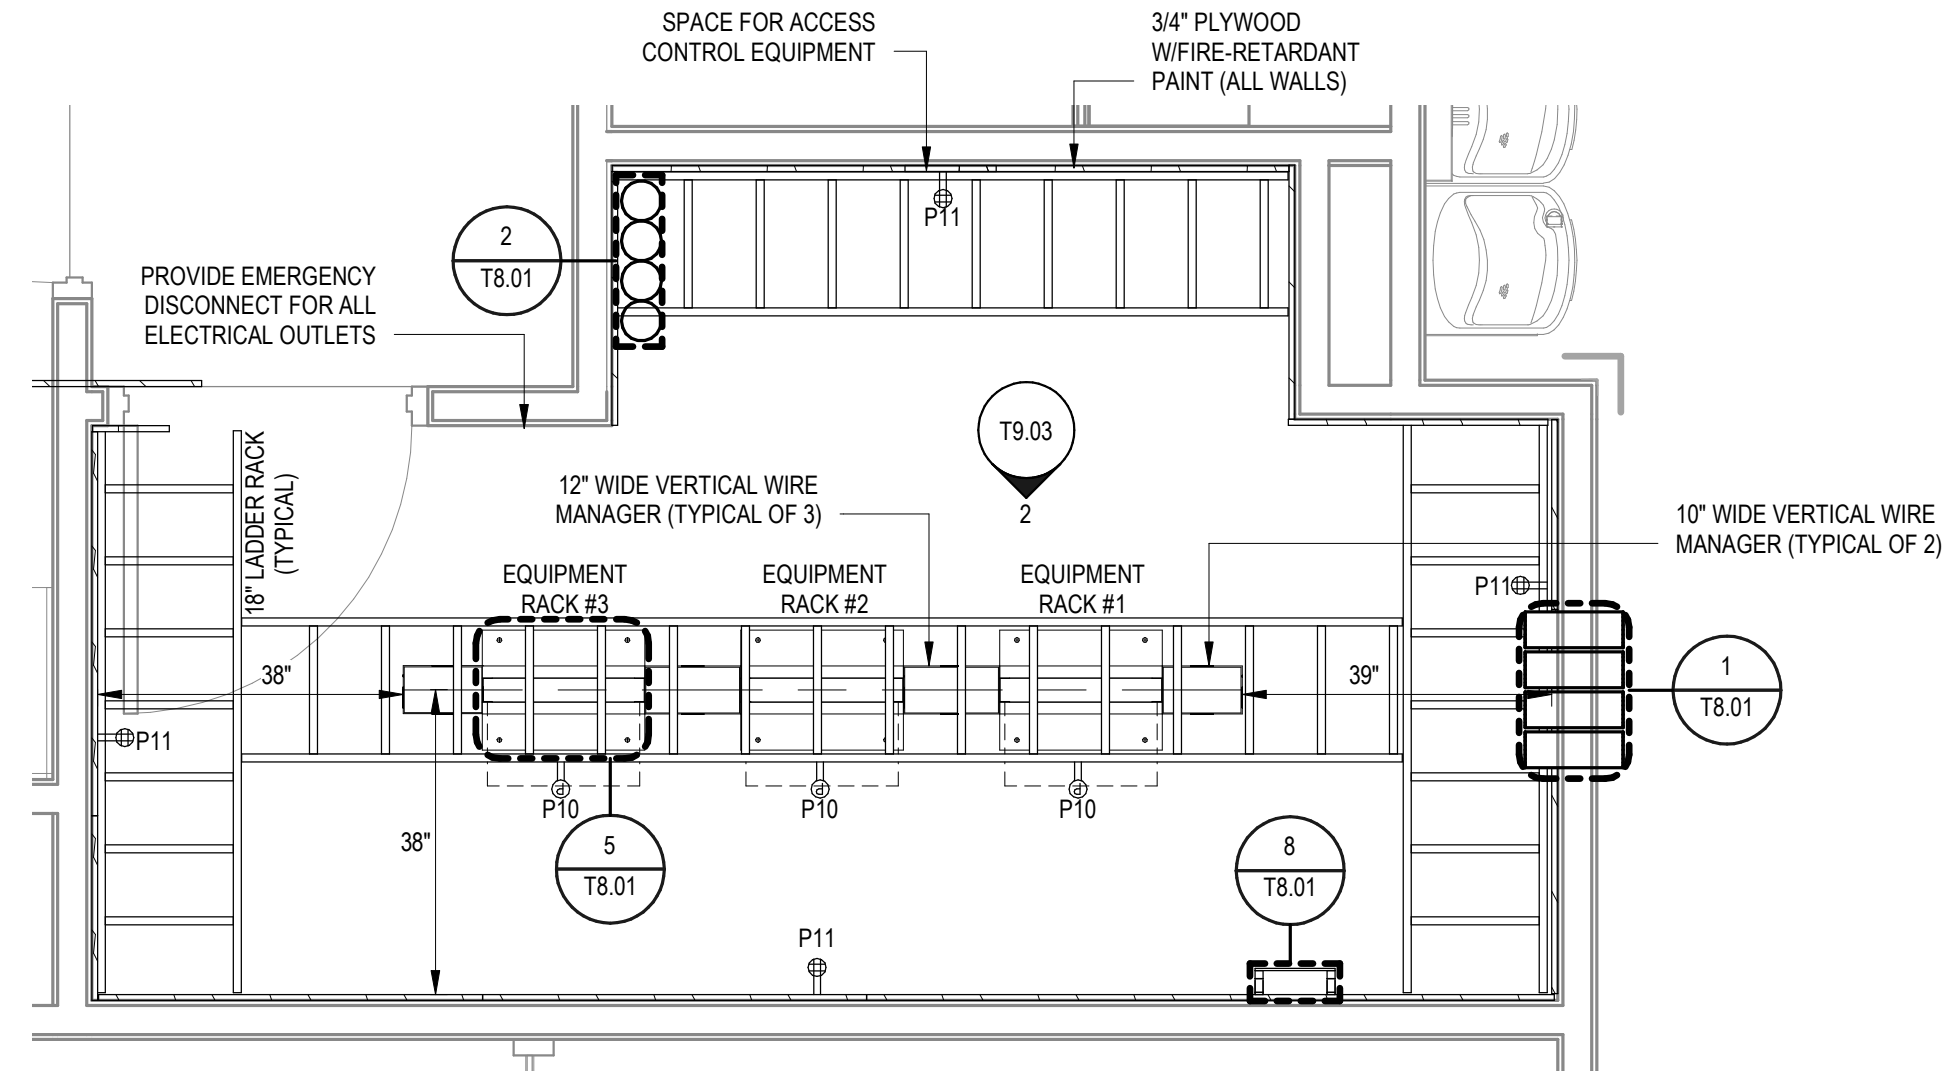 SPACE FOR ACCESS
CONTROL EQUIPMENT
3/4" PLYWOOD
W/FIRE-RETARDANT
PAINT (ALL WALLS)
P11
2
T8.01
PROVIDE EMERGENCY
DISCONNECT FOR ALL
ELECTRICAL OUTLETS
T9.03
2
18" LADDER RACK
(TYPICAL)
12" WIDE VERTICAL WIRE
MANAGER (TYPICAL OF 3)
10" WIDE VERTICAL WIRE
MANAGER (TYPICAL OF 2)
EQUIPMENT
RACK #3
EQUIPMENT
RACK #2
EQUIPMENT
RACK #1
P11
38"
39"
1
T8.01
P11
P10
P10
P10
38"
5
T8.01
8
T8.01
P11